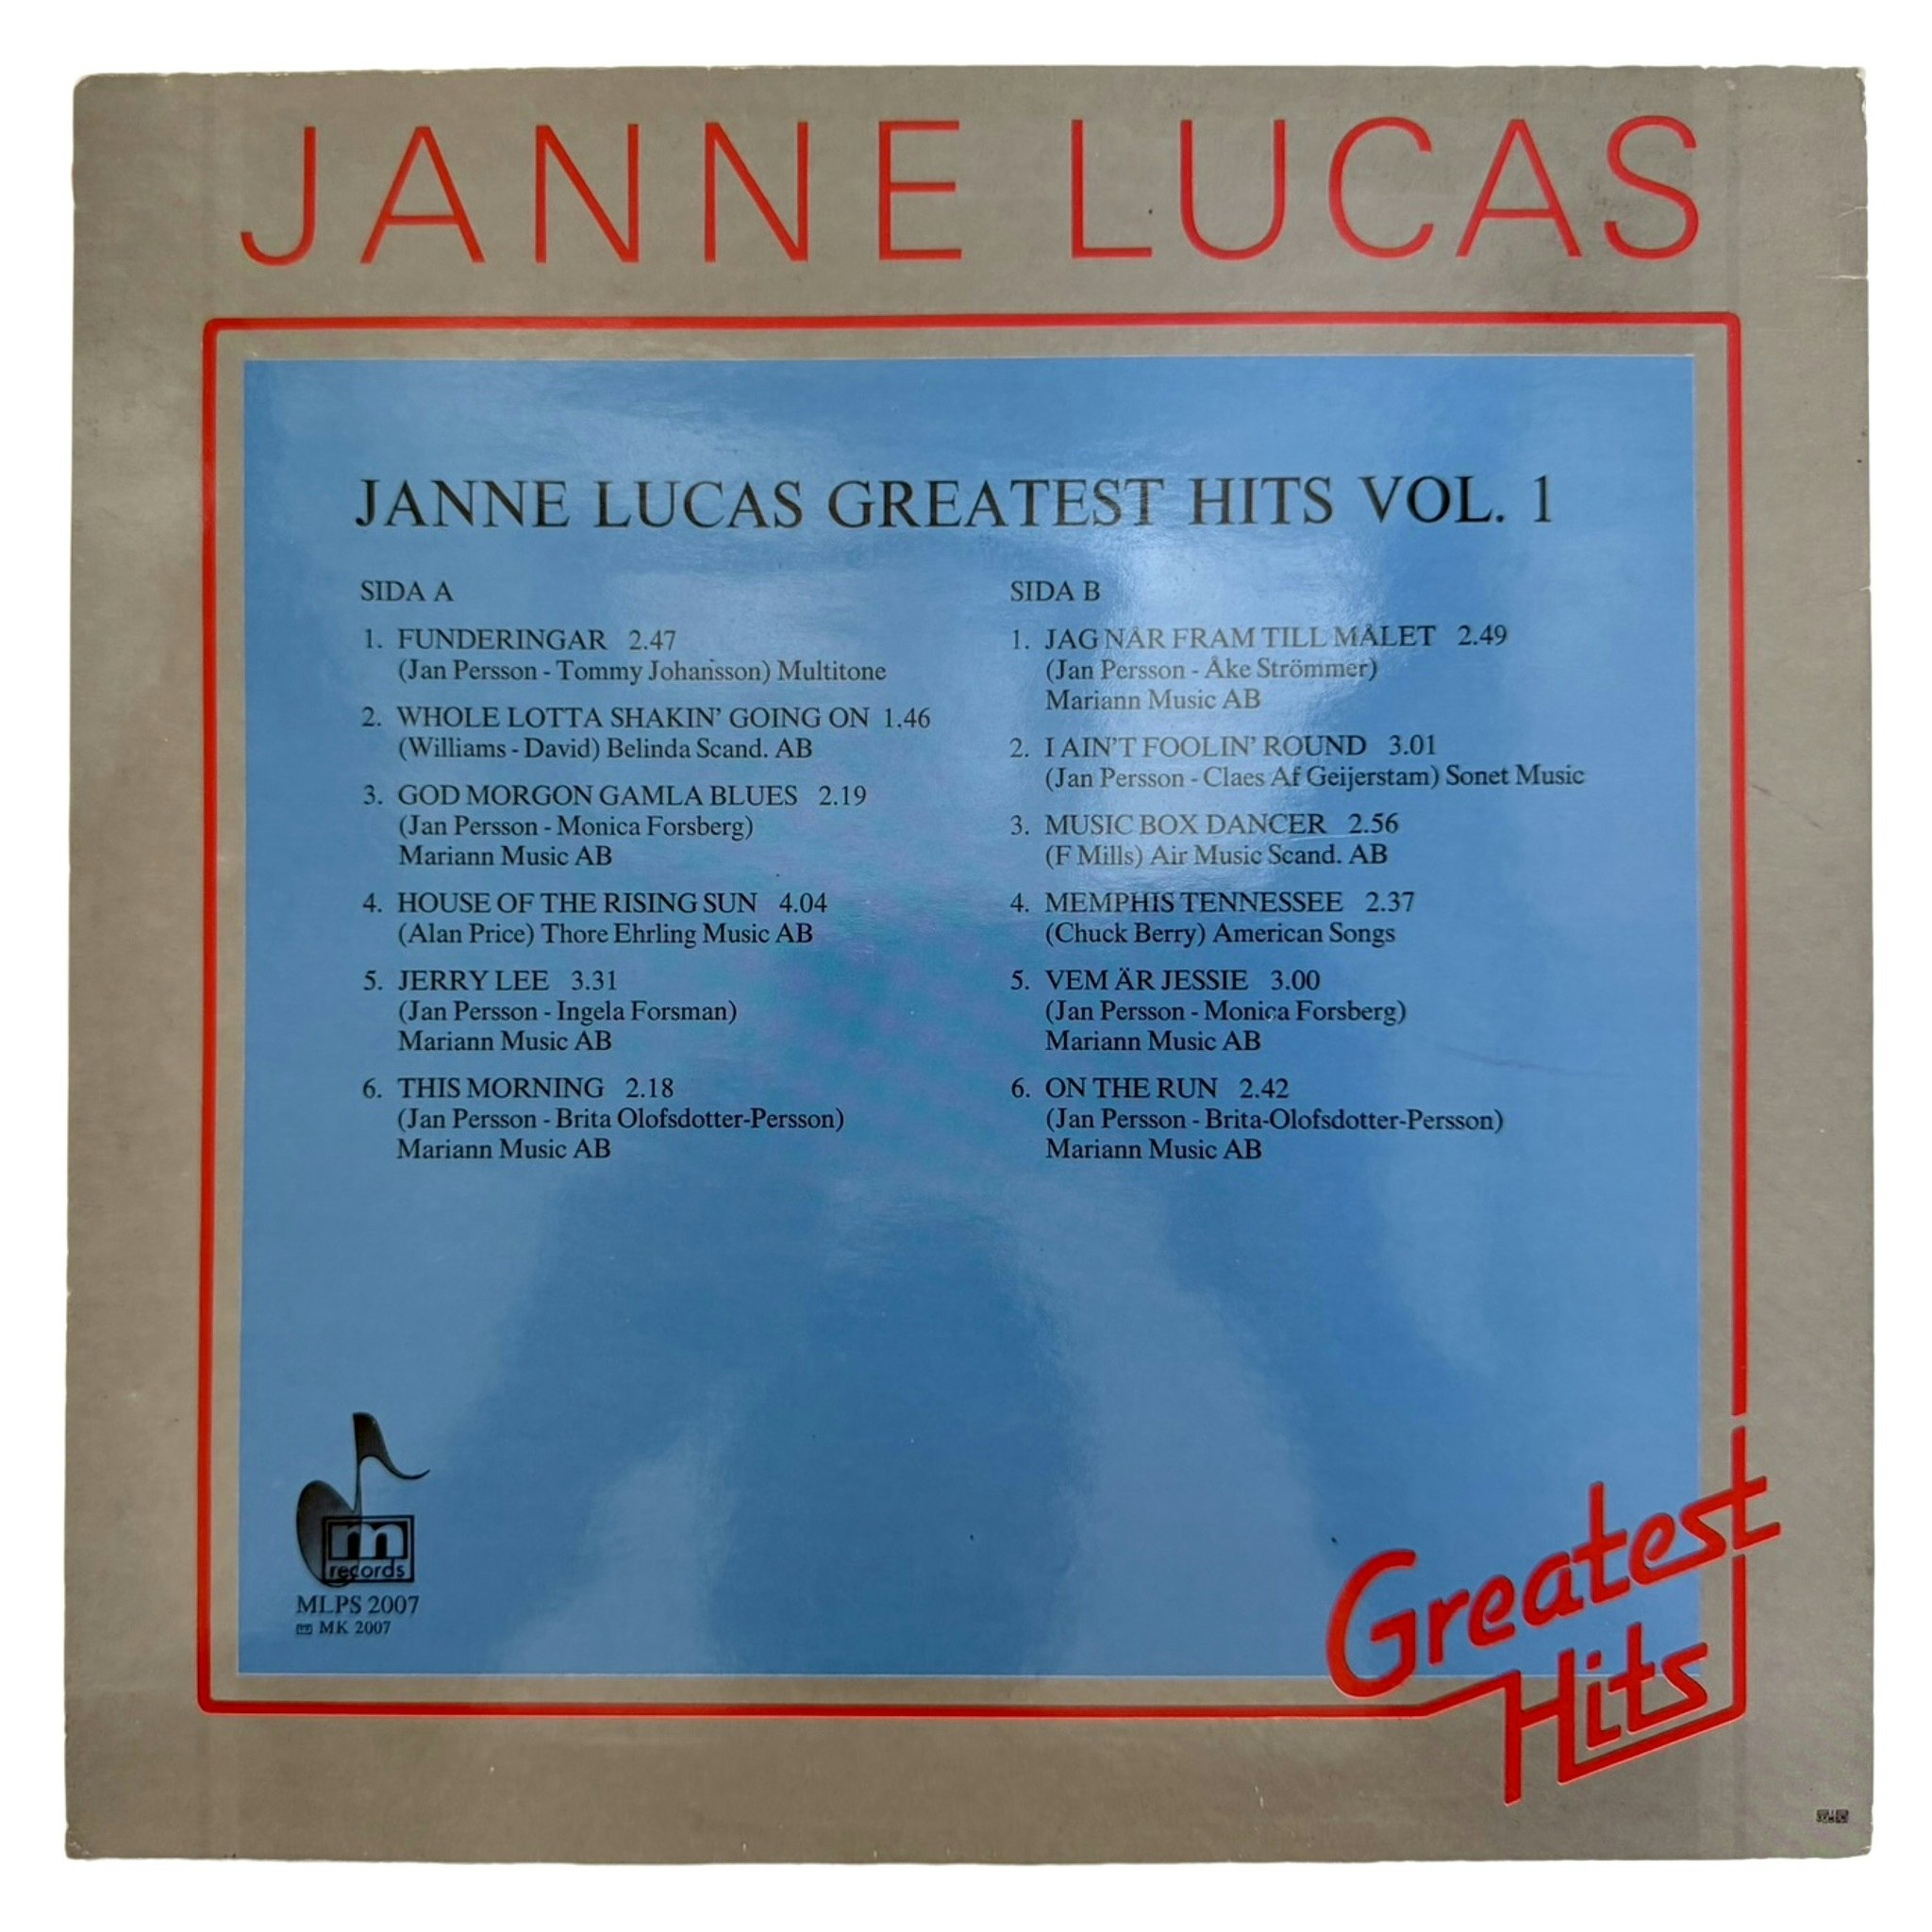 JANNE LUCAS
JANNE LUCAS GREATEST HITS VOL. 1
SIDA A
1. FUNDERINGAR 2.47
(Jan Persson - Tommy Johansson) Multitone
2. WHOLE LOTTA SHAKIN' GOING ON 1.46
(Williams - David) Belinda Scand. AB
3. GOD MORGON GAMLA BLUES 2.19
(Jan Persson - Monica Forsberg)
Mariann Music AB
4. HOUSE OF THE RISING SUN 4.04
(Alan Price) Thore Ehrling Music AB
5. JERRY LEE 3.31
(Jan Persson - Ingela Forsman)
Mariann Music AB
6. THIS MORNING 2.18
(Jan Persson - Brita Olofsdotter-Persson)
Mariann Music AB
SIDA B
1. JAG NÅR FRAM TILL MÅLET 2.49
(Jan Persson - Åke Strömmer)
Mariann Music AB
2. I AIN'T FOOLIN' ROUND 3.01
(Jan Persson - Claes Af Geijerstam) Sonet Music
3. MUSIC BOX DANCER 2.56
(F Mills) Air Music Scand. AB
4. MEMPHIS TENNESSEE 2.37
(Chuck Berry) American Songs
5. VEM ÄR JESSIE 3.00
(Jan Persson - Monica Forsberg)
Mariann Music AB
6. ON THE RUN 2.42
(Jan Persson - Brita-Olofsdotter-Persson)
Mariann Music AB
m
records
MLPS 2007
MK 2007
Greatest
Hits